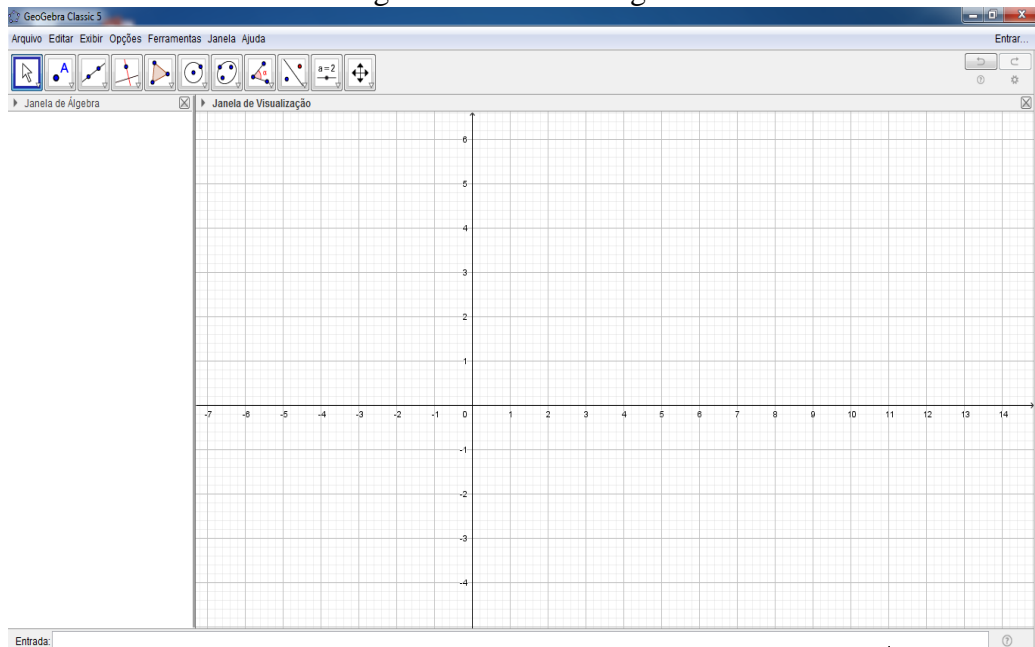 GeoGebra Classic 5
Arquivo Editar Exibir Opções Ferramentas Janela Ajuda Entrar...
A α a=2
Janela de Álgebra Janela de Visualização
6
5
4
3
2
1
-7 -6 -5 -4 -3 -2 -1 0 1 2 3 4 5 6 7 8 9 10 11 12 13 14
-1
-2
-3
-4
Entrada: